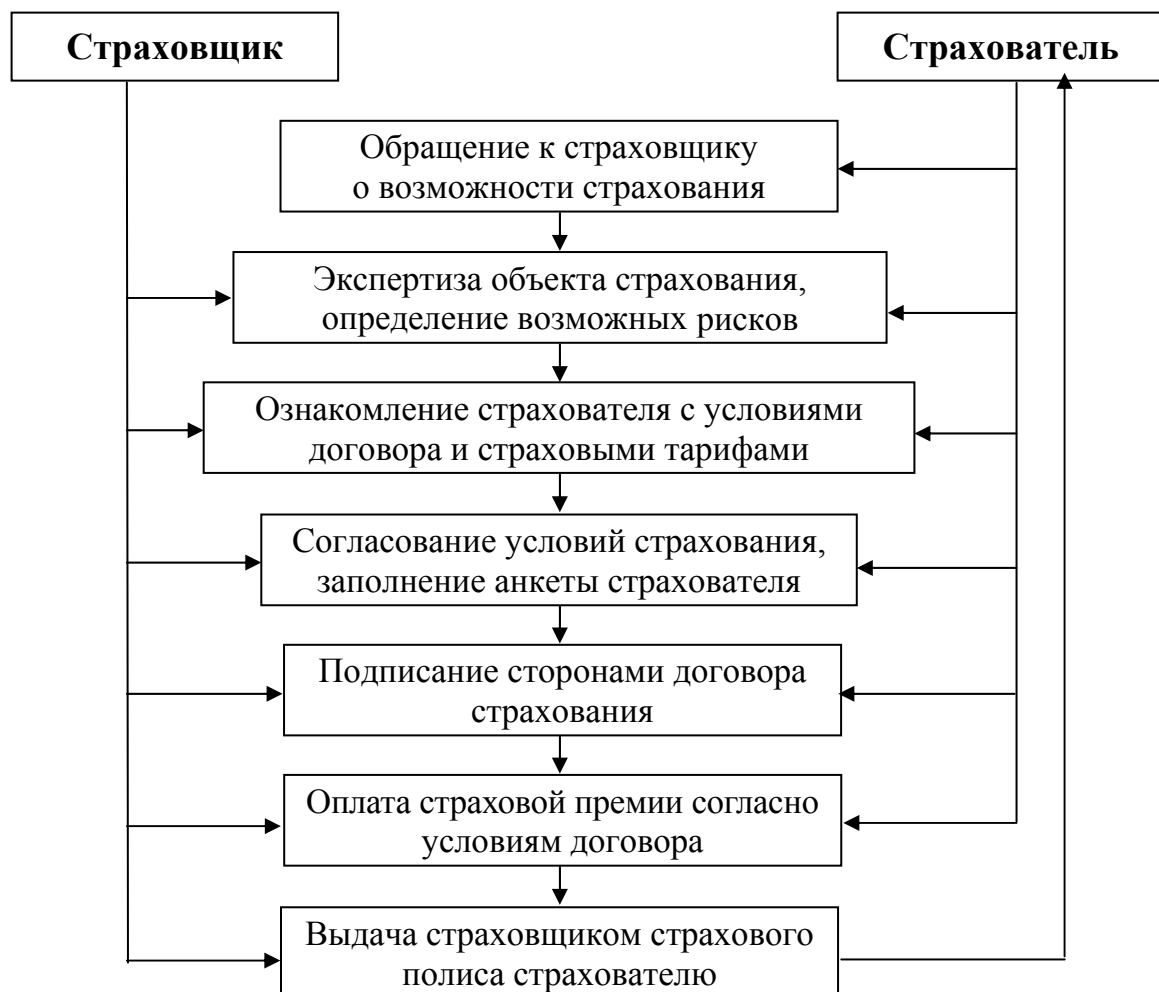 Страховщик
Страхователь
Обращение к страховщику
о возможности страхования
Экспертиза объекта страхования,
определение возможных рисков
Ознакомление страхователя с условиями
договора и страховыми тарифами
Согласование условий страхования,
заполнение анкеты страхователя
Подписание сторонами договора
страхования
Оплата страховой премии согласно
условиям договора
Выдача страховщиком страхового
полиса страхователю